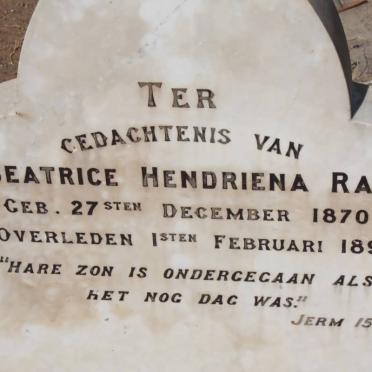 TER
GEDACHTENIS VAN
BEATRICE HENDRIENA RA
GEB. 27STEN DECEMBER 1870
OVERLEDEN 1STEN FEBRUARI 189
"HARE ZON IS ONDERGEGAAN ALS
HET NOG DAG WAS."
JERM 15